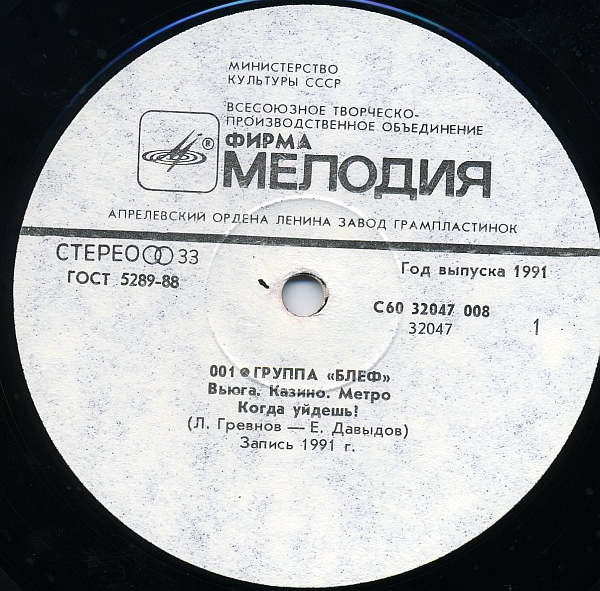 МИНИСТЕРСТВО
КУЛЬТУРЫ СССР
ВСЕСОЮЗНОЕ ТВОРЧЕСКО-
ПРОИЗВОДСТВЕННОЕ ОБЪЕДИНЕНИЕ
ФИРМА
®
МЕЛОДИЯ
АПРЕЛЕВСКИЙ ОРДЕНА ЛЕНИНА ЗАВОД ГРАМПЛАСТИНОК
СТЕРЕО 33
ГОСТ 5289-88
Год выпуска 1991
С60 32047 008
32047 1
001 ГРУППА «БЛЕФ»
Вьюга. Казино. Метро
Когда уйдешь!
(Л. Гревнов — Е. Давыдов)
Запись 1991 г.